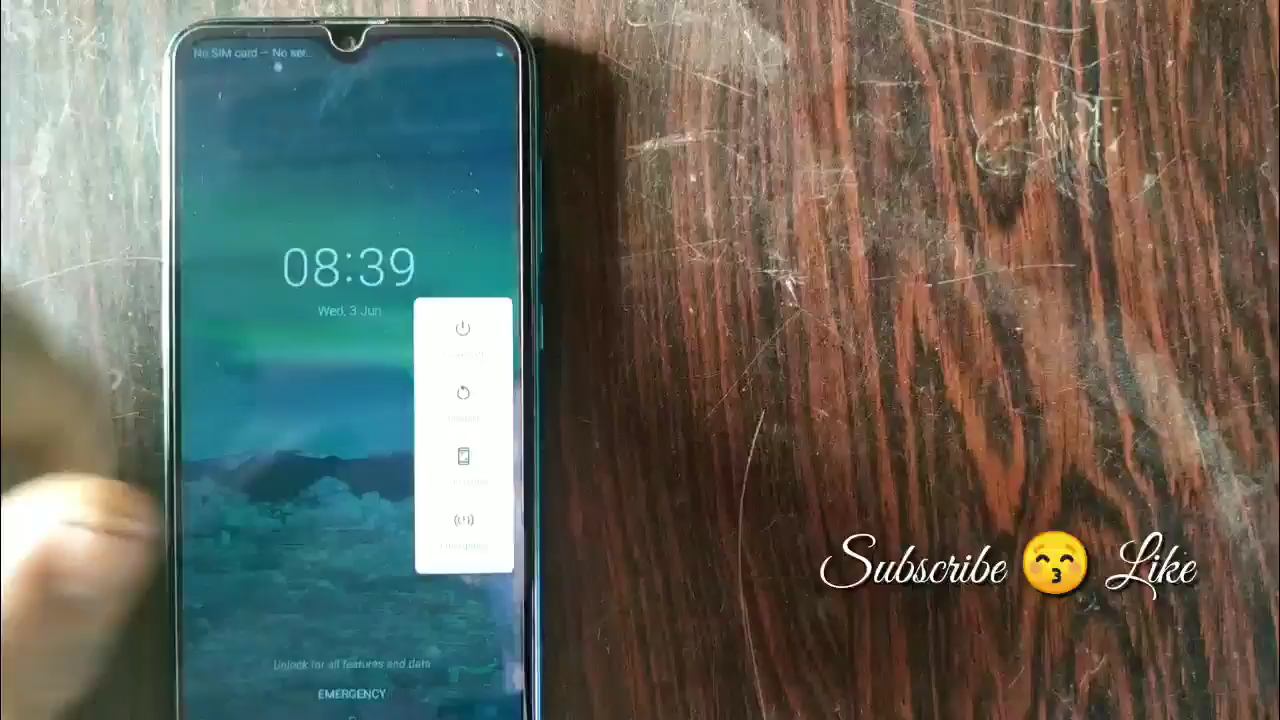 No SIM card — No ser...
08:39
Wed, 3 Jun
Emergency
Unlock for all features and data
EMERGENCY
Subscribe 😚 Like